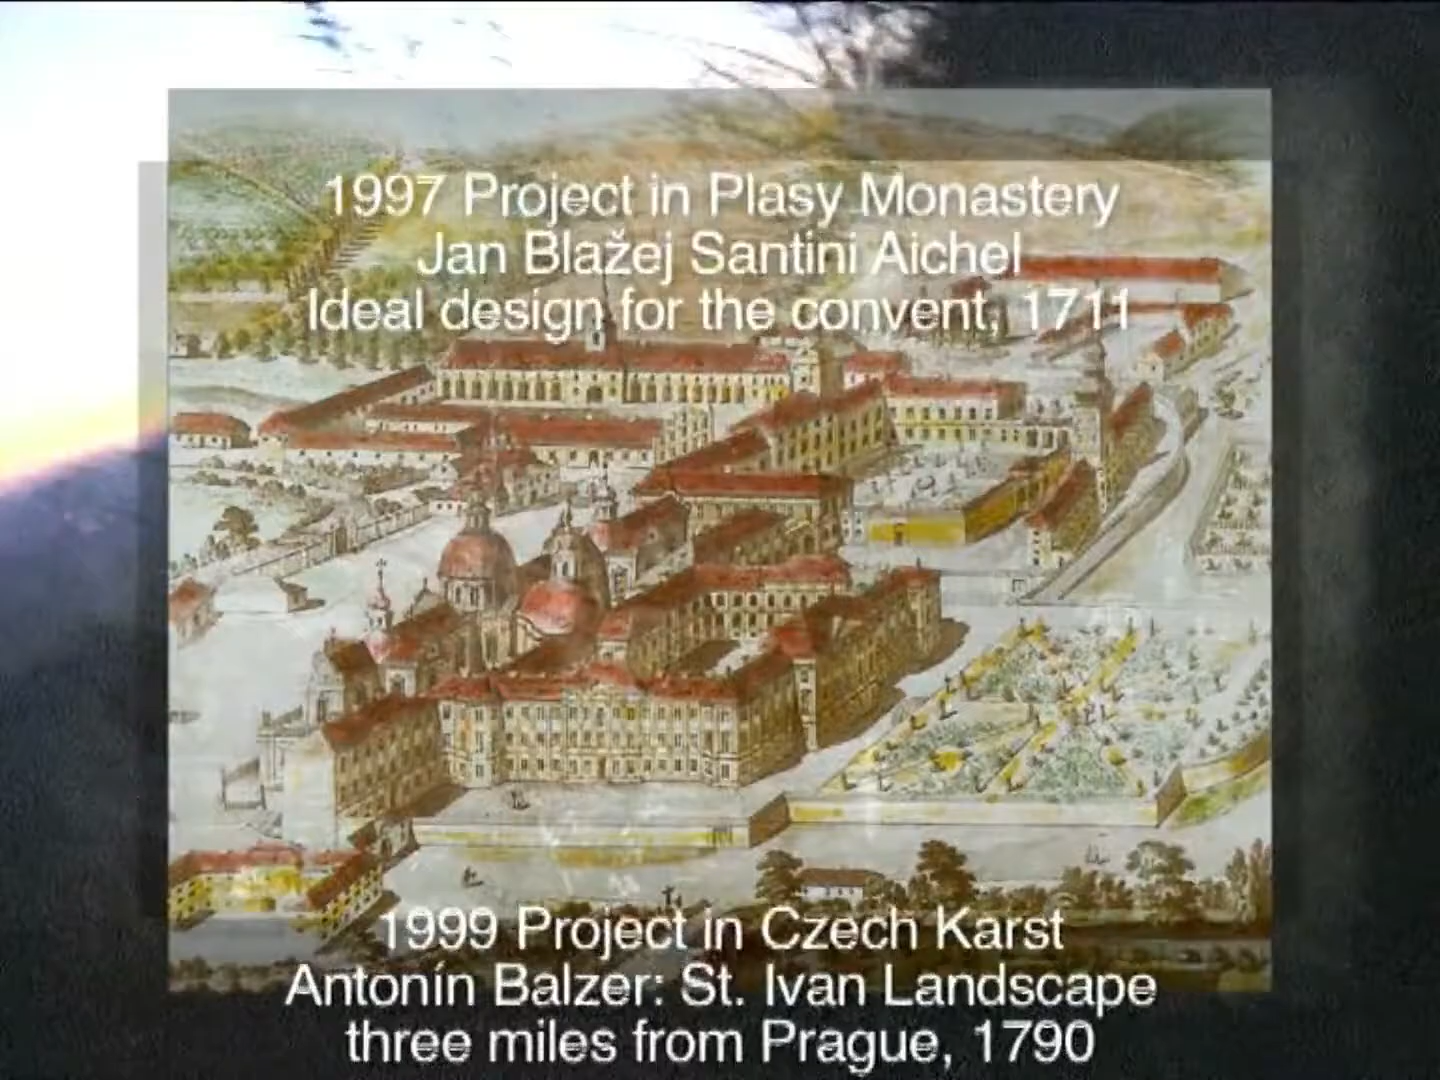 1997 Project in Plasy Monastery
Jan Blažej Santini Aichel
Ideal design for the convent, 1711
1999 Project in Czech Karst
Antonín Balzer: St. Ivan Landscape
three miles from Prague, 1790